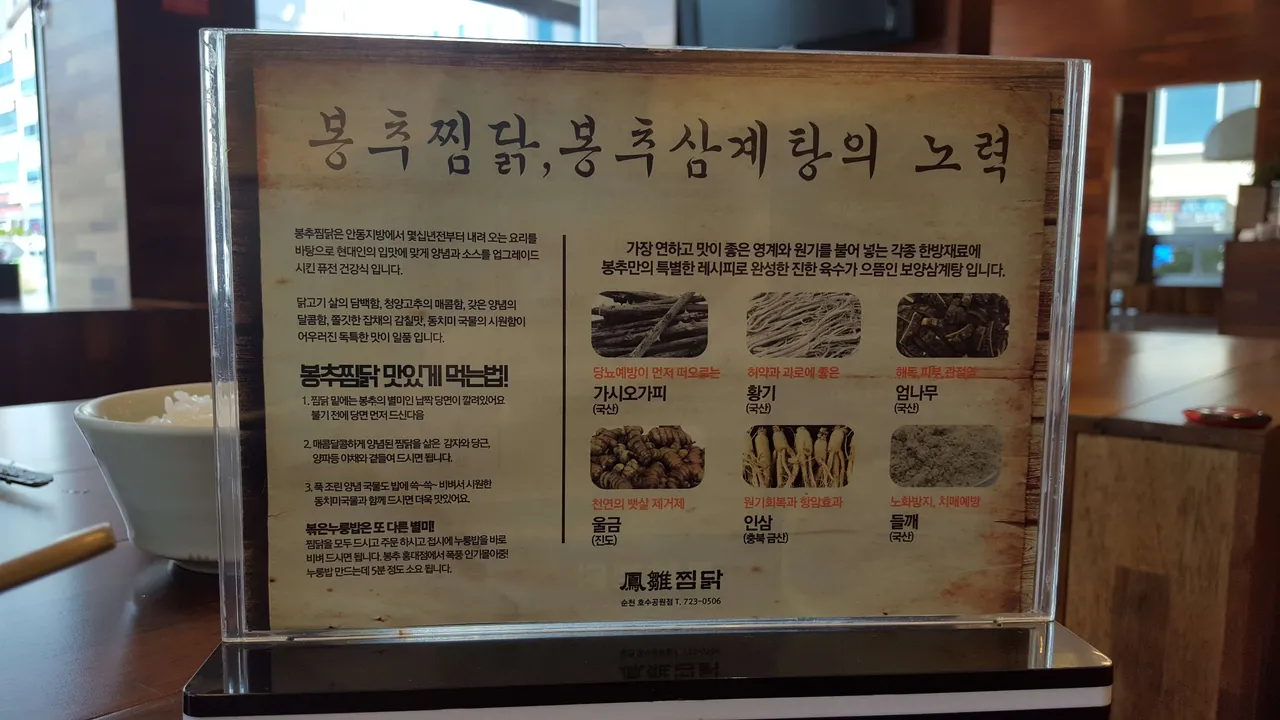 봉추찜닭,봉추삼계탕의 노력
봉추찜닭은 안동지방에서 몇십년전부터 내려 오는 요리를
바탕으로 현대인의 입맛에 맞게 양념과 소스를 업그레이드
시킨 퓨전 건강식 입니다.
닭고기 살의 담백함, 청양고추의 매콤함, 갖은 양념의
달콤함, 쫄깃한 잡채의 감칠맛, 동치미 국물의 시원함이
어우러진 독특한 맛이 일품 입니다.
봉추찜닭 맛있게 먹는법!
1. 찜닭 밑에는 봉추의 별미인 납짝 당면이 깔려있어요
불기 전에 당면 먼저 드신다음
2. 매콤달콤하게 양념된 찜닭을 삶은 감자와 당근,
양파등 야채와 곁들여 드시면 됩니다.
3. 푹 조린 양념 국물도 밥에 쓱~쓱~ 비벼서 시원한
동치미국물과 함께 드시면 더욱 맛있어요.
볶은누룽밥은 또 다른 별미!
찜닭을 모두 드시고 주문 하시고 접시에 누룽밥을 바로
비벼 드시면 됩니다. 봉추 홍대점에서 폭풍 인기몰이중!
누룽밥 만드는데 5분 정도 소요 됩니다.
가장 연하고 맛이 좋은 영계와 원기를 불어 넣는 각종 한방재료에
봉추만의 특별한 레시피로 완성한 진한 육수가 으뜸인 보양삼계탕 입니다.
당뇨예방이 먼저 떠오르는
가시오가피
(국산)
허약과 과로에 좋은
황기
(국산)
해독, 피부,관절염
엄나무
(국산)
천연의 뱃살 제거제
울금
(진도)
원기회복과 항암효과
인삼
(충북 금산)
노화방지, 치매예방
들깨
(국산)
鳳雛찜닭
순천 호수공원점 T. 723-0506